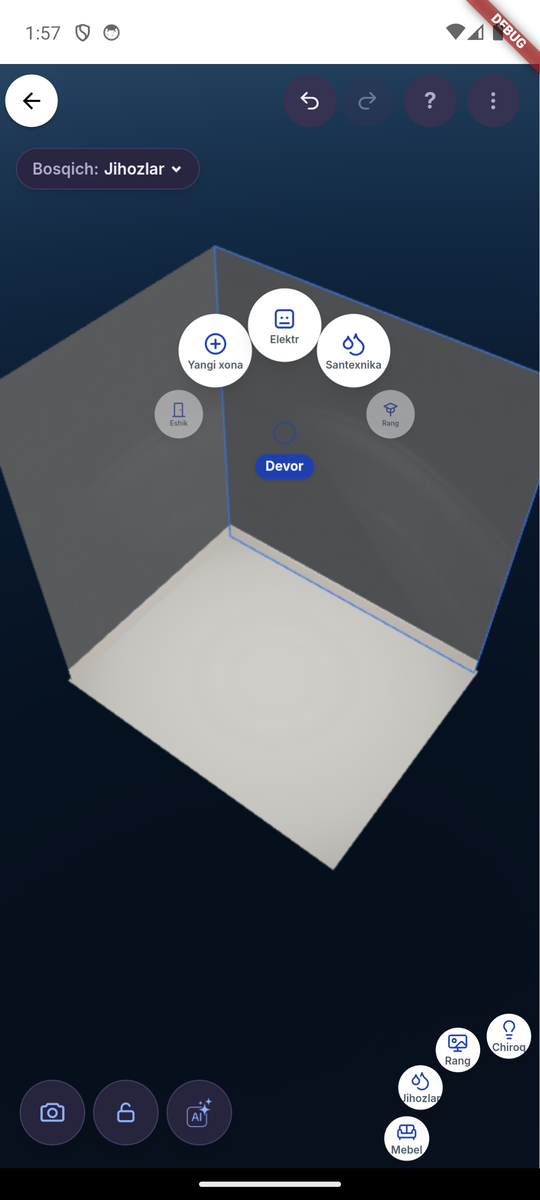 1:57
DEBUG
?
Bosqich: Jihozlar
Elektr
Yangi xona
Santexnika
Eshik
Rang
Devor
Chiroq
Rang
Jihozlar
AI
Mebel